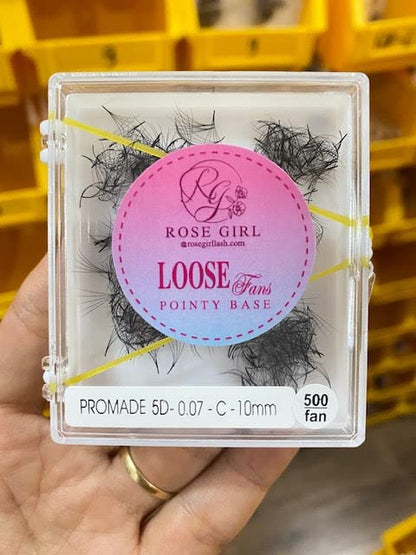 RG
ROSE GIRL
@rosegirllash.com
LOOSE Fans
POINTY BASE
PROMADE 5D- 0.07 - C -10mm
500
fan